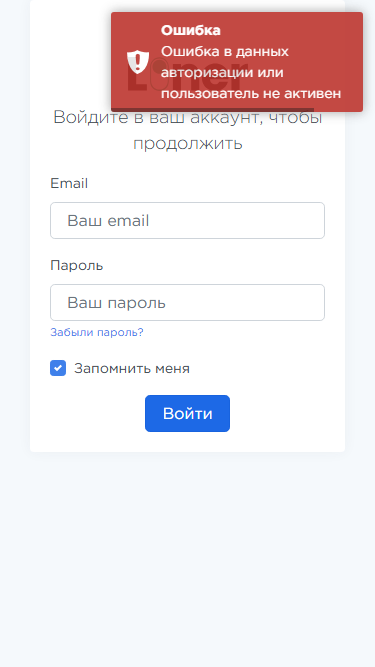 Ошибка
Ошибка в данных
авторизации или
пользователь не активен
Войдите в ваш аккаунт, чтобы
продолжить
Email
Ваш email
Пароль
Ваш пароль
Забыли пароль?
Запомнить меня
Войти